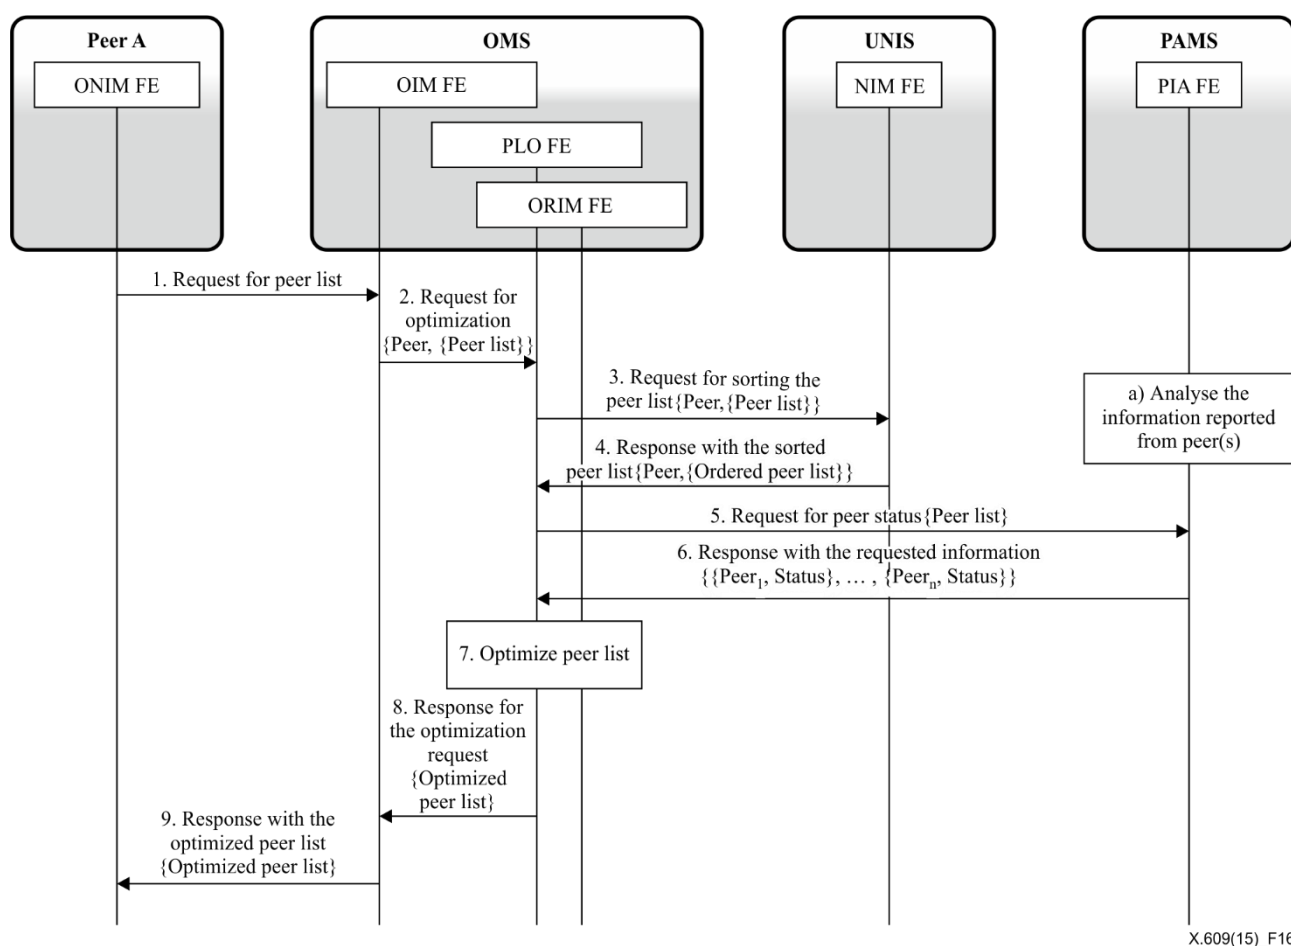 Peer A
OMS
UNIS
PAMS
ONIM FE
OIM FE
NIM FE
PIA FE
PLO FE
ORIM FE
1. Request for peer list
2. Request for
optimization
{Peer, {Peer list}}
3. Request for sorting the
peer list{Peer,{Peer list}}
a) Analyse the
information reported
from peer(s)
4. Response with the sorted
peer list{Peer,{Ordered peer list}}
5. Request for peer status{Peer list}
6. Response with the requested information
{{Peer1, Status}, … , {Peern, Status}}
7. Optimize peer list
8. Response for
the optimization
request
{Optimized
peer list}
9. Response with the
optimized peer list
{Optimized peer list}
X.609(15)_F16